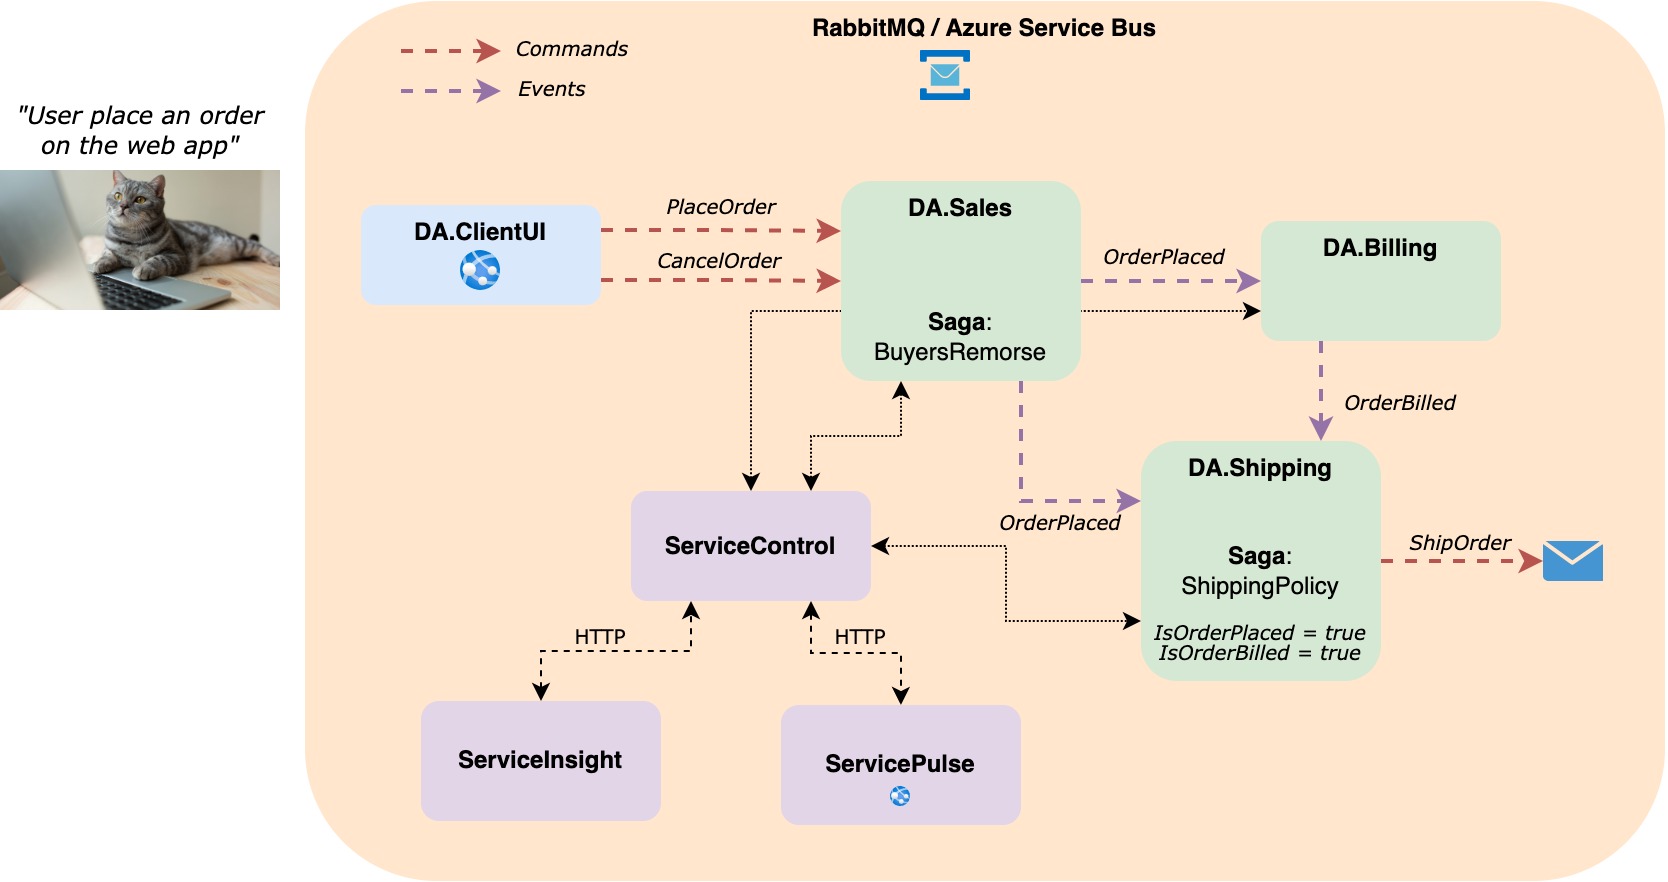 RabbitMQ / Azure Service Bus
Commands
Events
"User place an order
on the web app"
DA.ClientUI
PlaceOrder
CancelOrder
DA.Sales
Saga:
BuyersRemorse
OrderPlaced
DA.Billing
OrderBilled
OrderPlaced
DA.Shipping
Saga:
ShippingPolicy
IsOrderPlaced = true
IsOrderBilled = true
ShipOrder
ServiceControl
HTTP
HTTP
ServiceInsight
ServicePulse